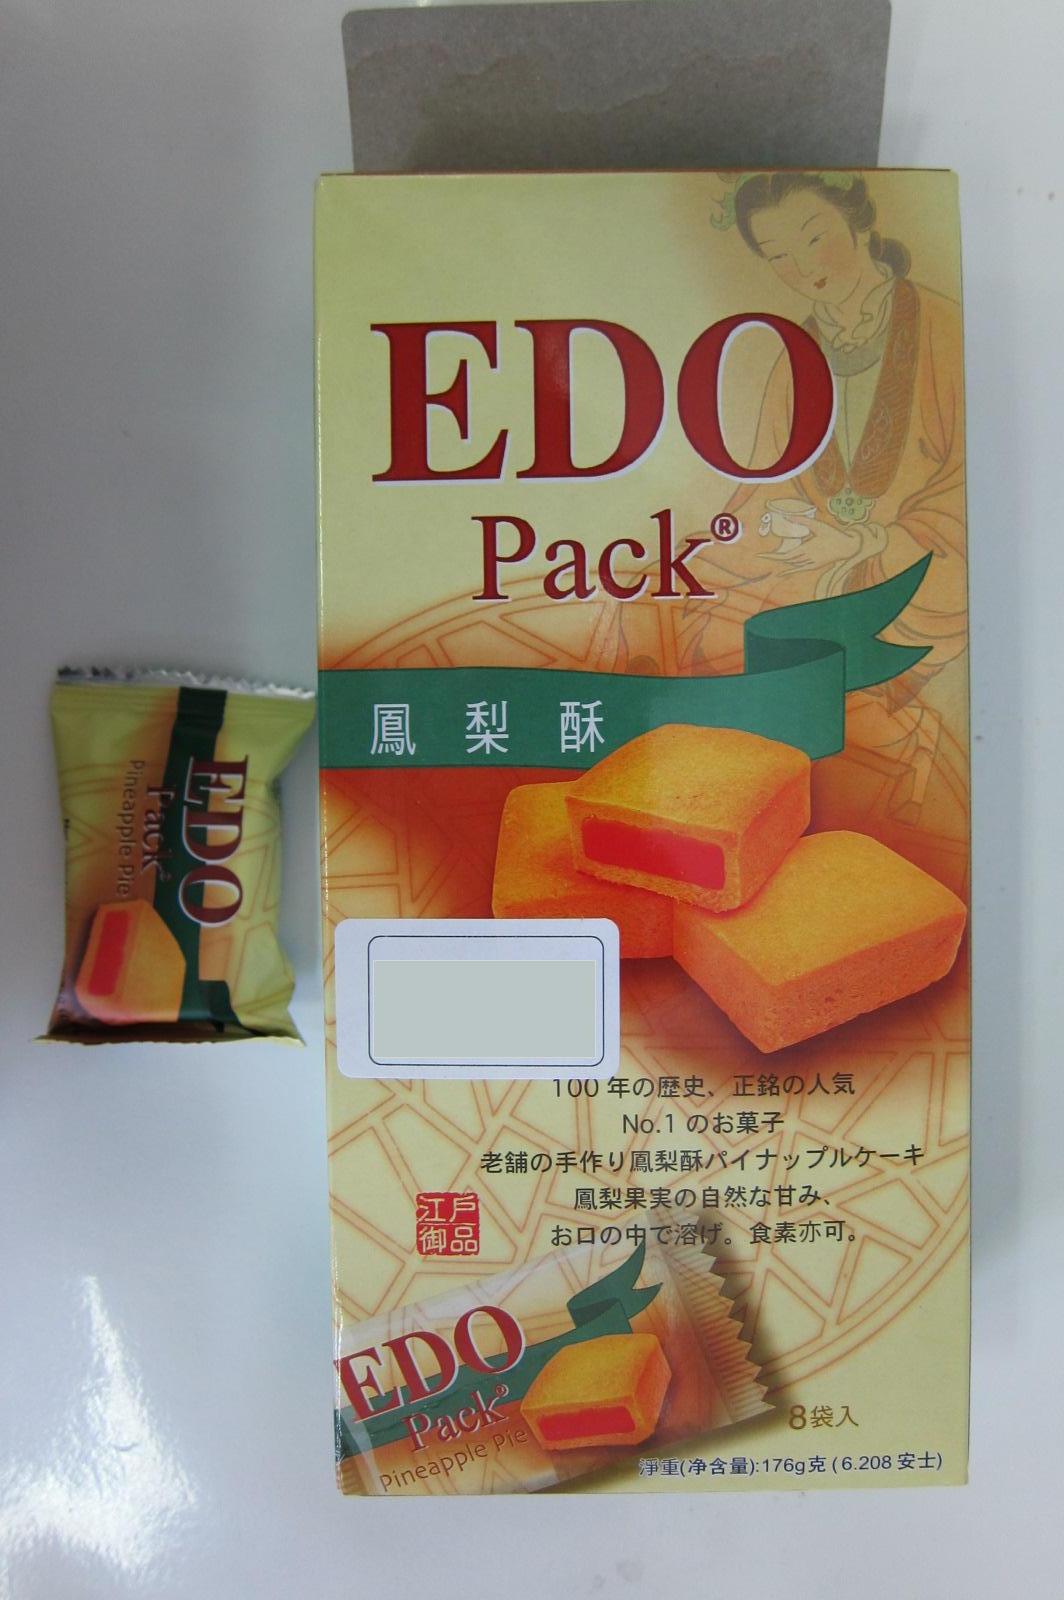 EDO
Pack®
鳳梨酥
EDO
Pack®
Pineapple Pie
100 年の歴史、正銘の人気
No.1 のお菓子
老舗の手作り鳳梨酥パイナップルケーキ
鳳梨果実の自然な甘み、
お口の中で溶げ。食素亦可。
江戶
御品
EDO
Pack®
Pineapple Pie
8袋入
淨重(净含量):176g克 (6.208 安士)